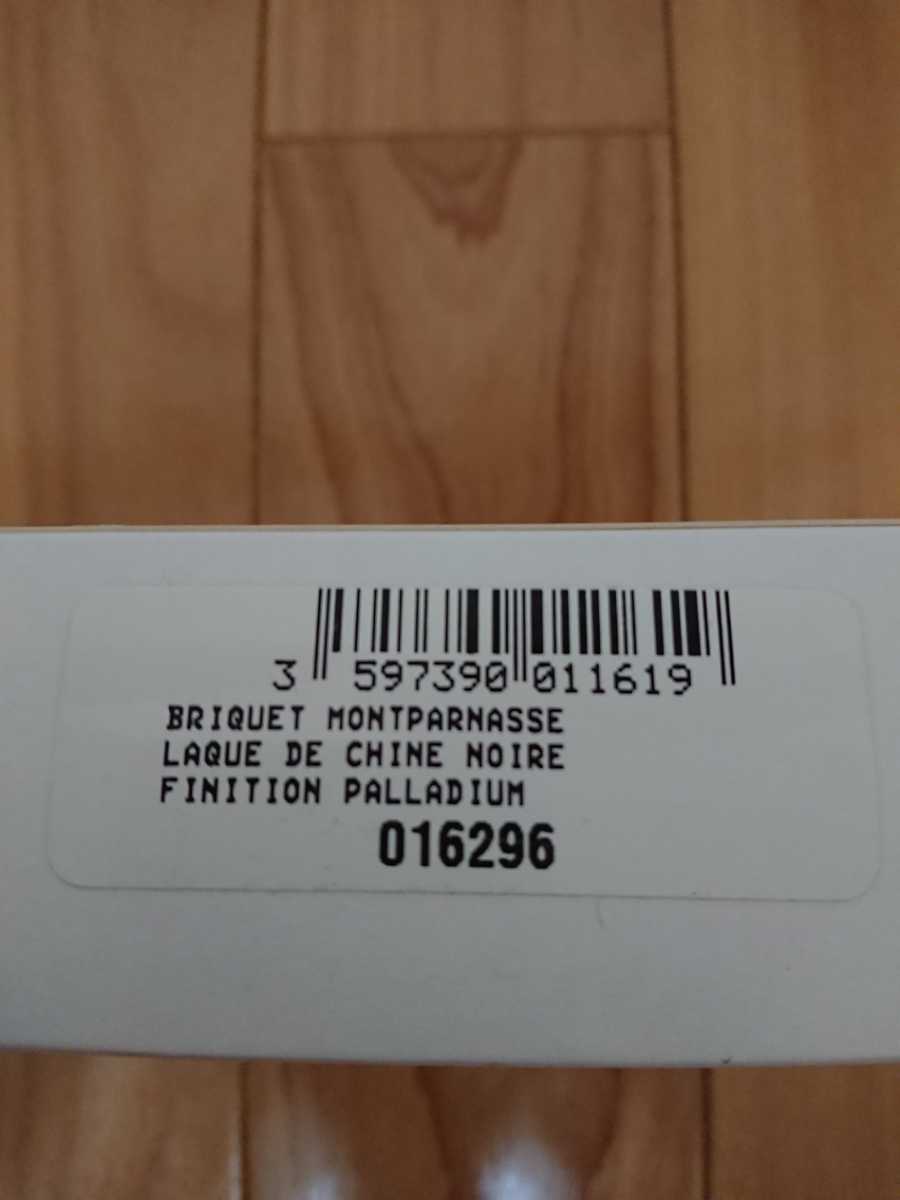 3 597390 011619
BRIQUET MONTPARNASSE
LAQUE DE CHINE NOIRE
FINITION PALLADIUM
016296